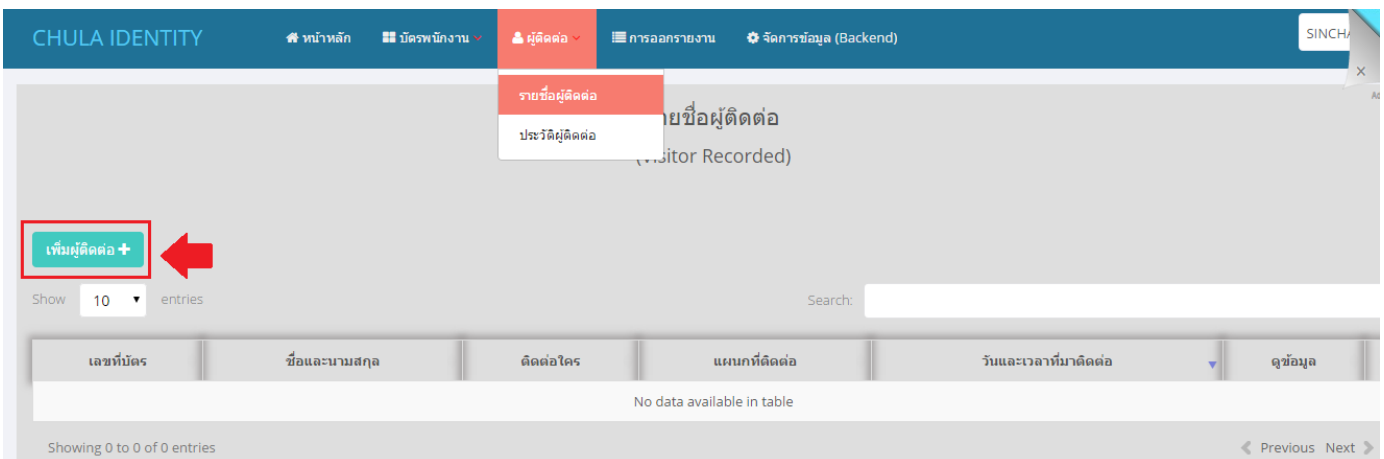 CHULA IDENTITY หน้าหลัก บัตรพนักงาน ผู้ติดต่อ การออกรายงาน จัดการข้อมูล (Backend)
รายชื่อผู้ติดต่อ
ประวัติผู้ติดต่อ
ยชื่อผู้ติดต่อ
sitor Recorded)
เพิ่มผู้ติดต่อ +
Show 10 entries Search:
เลขที่บัตร ชื่อและนามสกุล ติดต่อใคร แผนกที่ติดต่อ วันและเวลาที่มาติดต่อ ดูข้อมูล
No data available in table
Showing 0 to 0 of 0 entries Previous Next